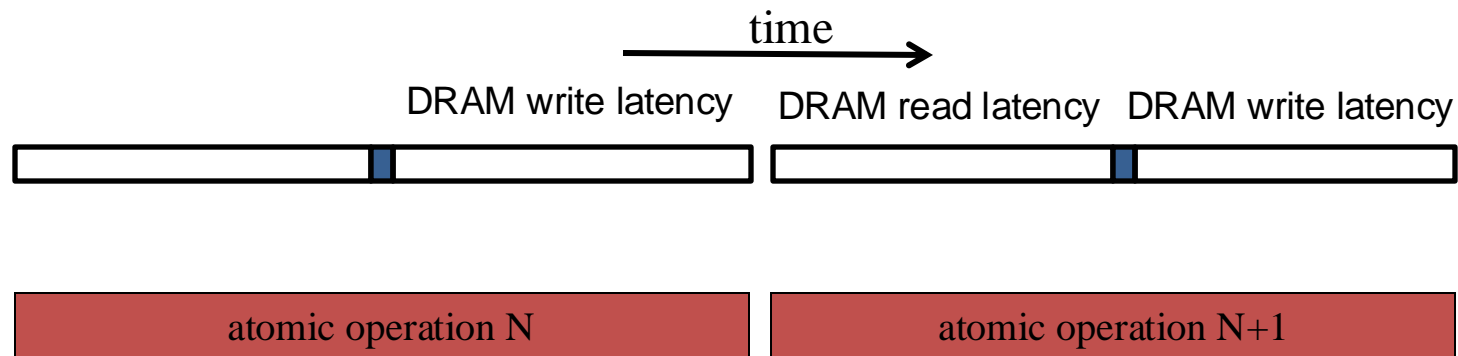 time
DRAM write latency
DRAM read latency
DRAM write latency
atomic operation N
atomic operation N+1